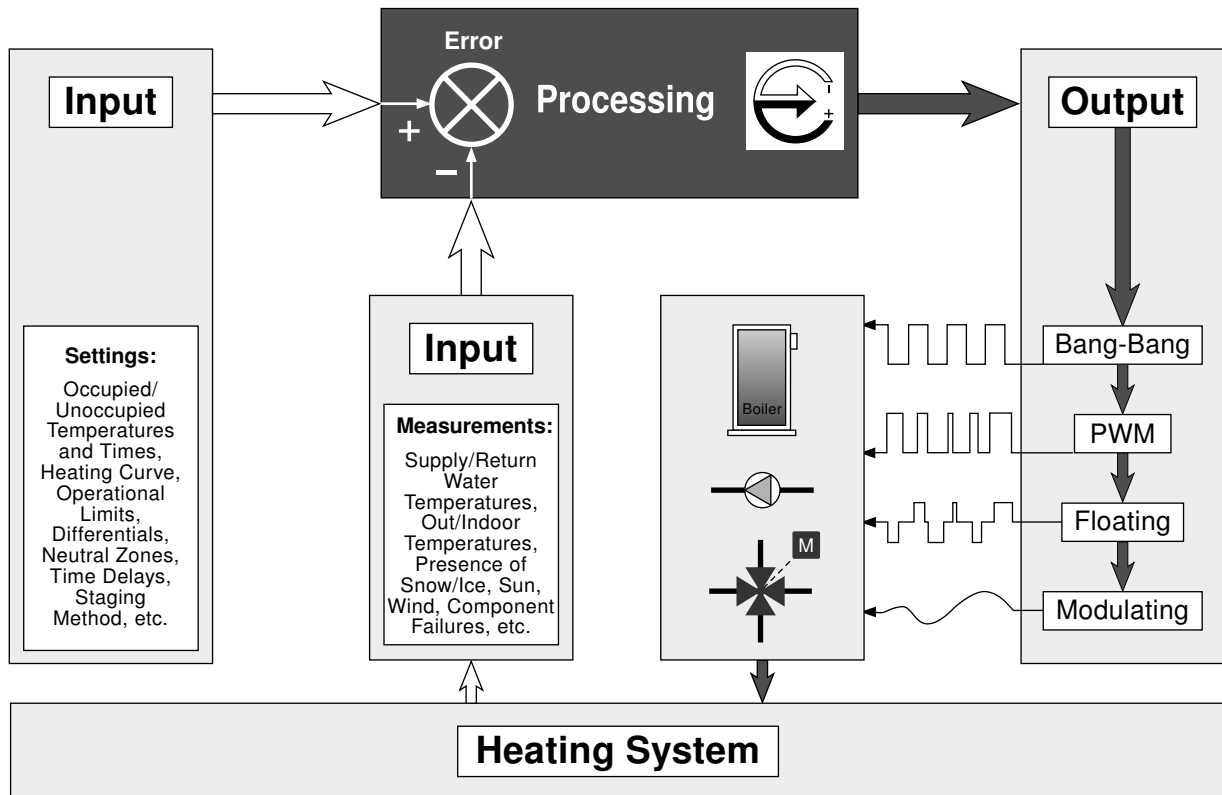 Input
Settings:
Occupied/
Unoccupied
Temperatures
and Times,
Heating Curve,
Operational
Limits,
Differentials,
Neutral Zones,
Time Delays,
Staging
Method, etc.
Error
Processing
+
−
-
+
Input
Measurements:
Supply/Return
Water
Temperatures,
Out/Indoor
Temperatures,
Presence of
Snow/Ice, Sun,
Wind, Component
Failures, etc.
Boiler
M
Output
Bang-Bang
PWM
Floating
Modulating
Heating System